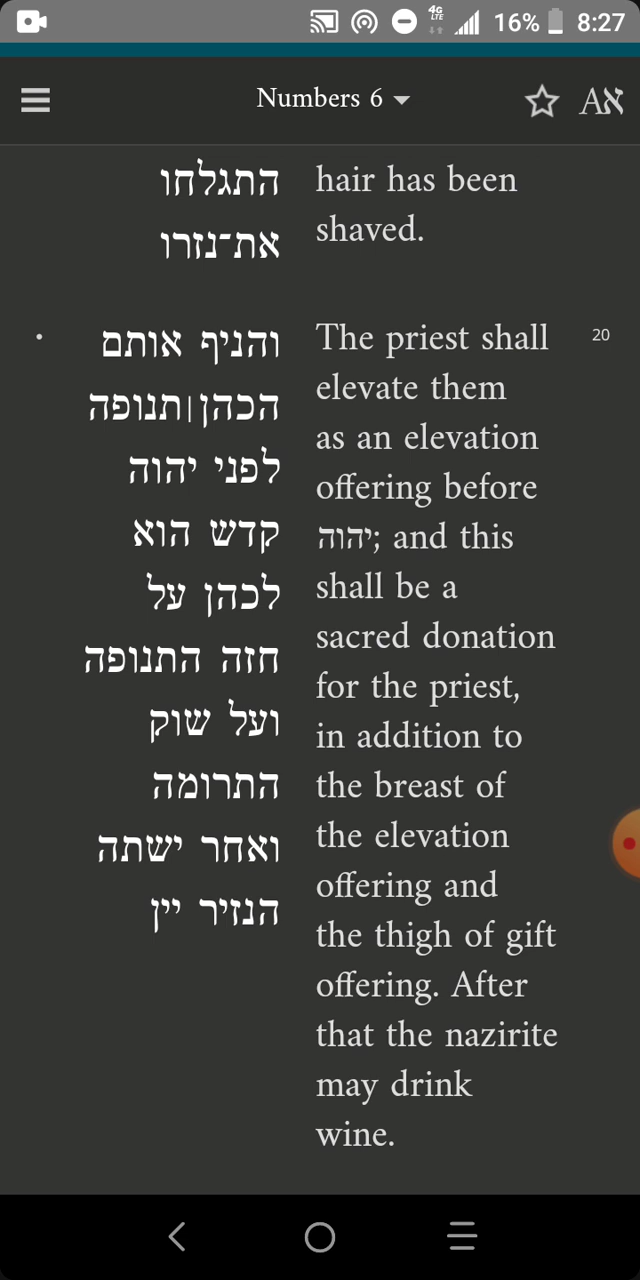 4G
LTE
16%
8:27
Numbers 6
Aא
התגלחו
את־נזרו
hair has been
shaved.
והניף אותם
הכהן׀תנופה
לפני יהוה
קדש הוא
לכהן על
חזה התנופה
ועל שוק
התרומה
ואחר ישתה
הנזיר יין
The priest shall
elevate them
as an elevation
offering before
יהוה; and this
shall be a
sacred donation
for the priest,
in addition to
the breast of
the elevation
offering and
the thigh of gift
offering. After
that the nazirite
may drink
wine.
20